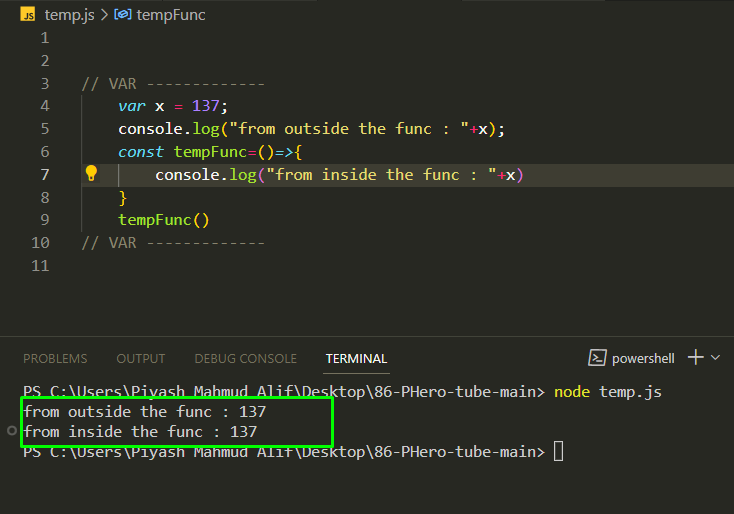 JS temp.js > tempFunc
1
2
3 // VAR -------------
4 var x = 137;
5 console.log("from outside the func : "+x);
6 const tempFunc=()=>{
7 console.log("from inside the func : "+x)
8 }
9 tempFunc()
10 // VAR -------------
11
PROBLEMS OUTPUT DEBUG CONSOLE TERMINAL powershell
PS C:\Users\Piyash Mahmud Alif\Desktop\86-PHero-tube-main> node temp.js
from outside the func : 137
from inside the func : 137
PS C:\Users\Piyash Mahmud Alif\Desktop\86-PHero-tube-main>